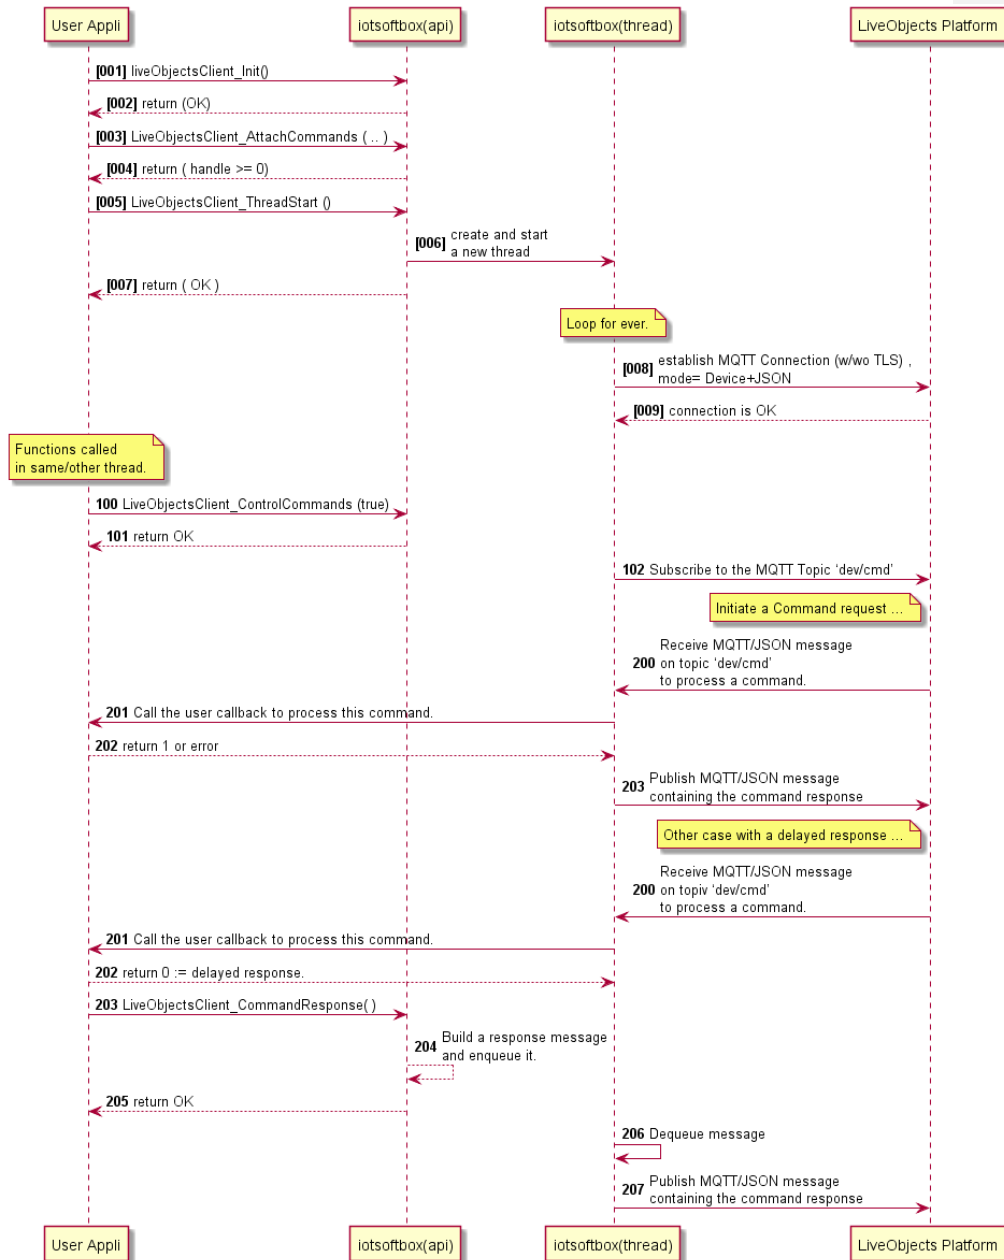 User Appli
iotsoftbox(api)
iotsoftbox(thread)
LiveObjects Platform
[001] liveObjectsClient_Init()
[002] return (OK)
[003] LiveObjectsClient_AttachCommands ( .. )
[004] return ( handle >= 0)
[005] LiveObjectsClient_ThreadStart ()
[006] create and start
a new thread
[007] return ( OK )
Loop for ever.
[008] establish MQTT Connection (w/wo TLS) ,
mode= Device+JSON
[009] connection is OK
Functions called
in same/other thread.
100 LiveObjectsClient_ControlCommands (true)
101 return OK
102 Subscribe to the MQTT Topic ‘dev/cmd’
Initiate a Command request ...
Receive MQTT/JSON message
200 on topic ‘dev/cmd’
to process a command.
201 Call the user callback to process this command.
202 return 1 or error
203 Publish MQTT/JSON message
containing the command response
Other case with a delayed response ...
Receive MQTT/JSON message
200 on topiv ‘dev/cmd’
to process a command.
201 Call the user callback to process this command.
202 return 0 := delayed response.
203 LiveObjectsClient_CommandResponse( )
204 Build a response message
and enqueue it.
205 return OK
206 Dequeue message
207 Publish MQTT/JSON message
containing the command response
User Appli
iotsoftbox(api)
iotsoftbox(thread)
LiveObjects Platform